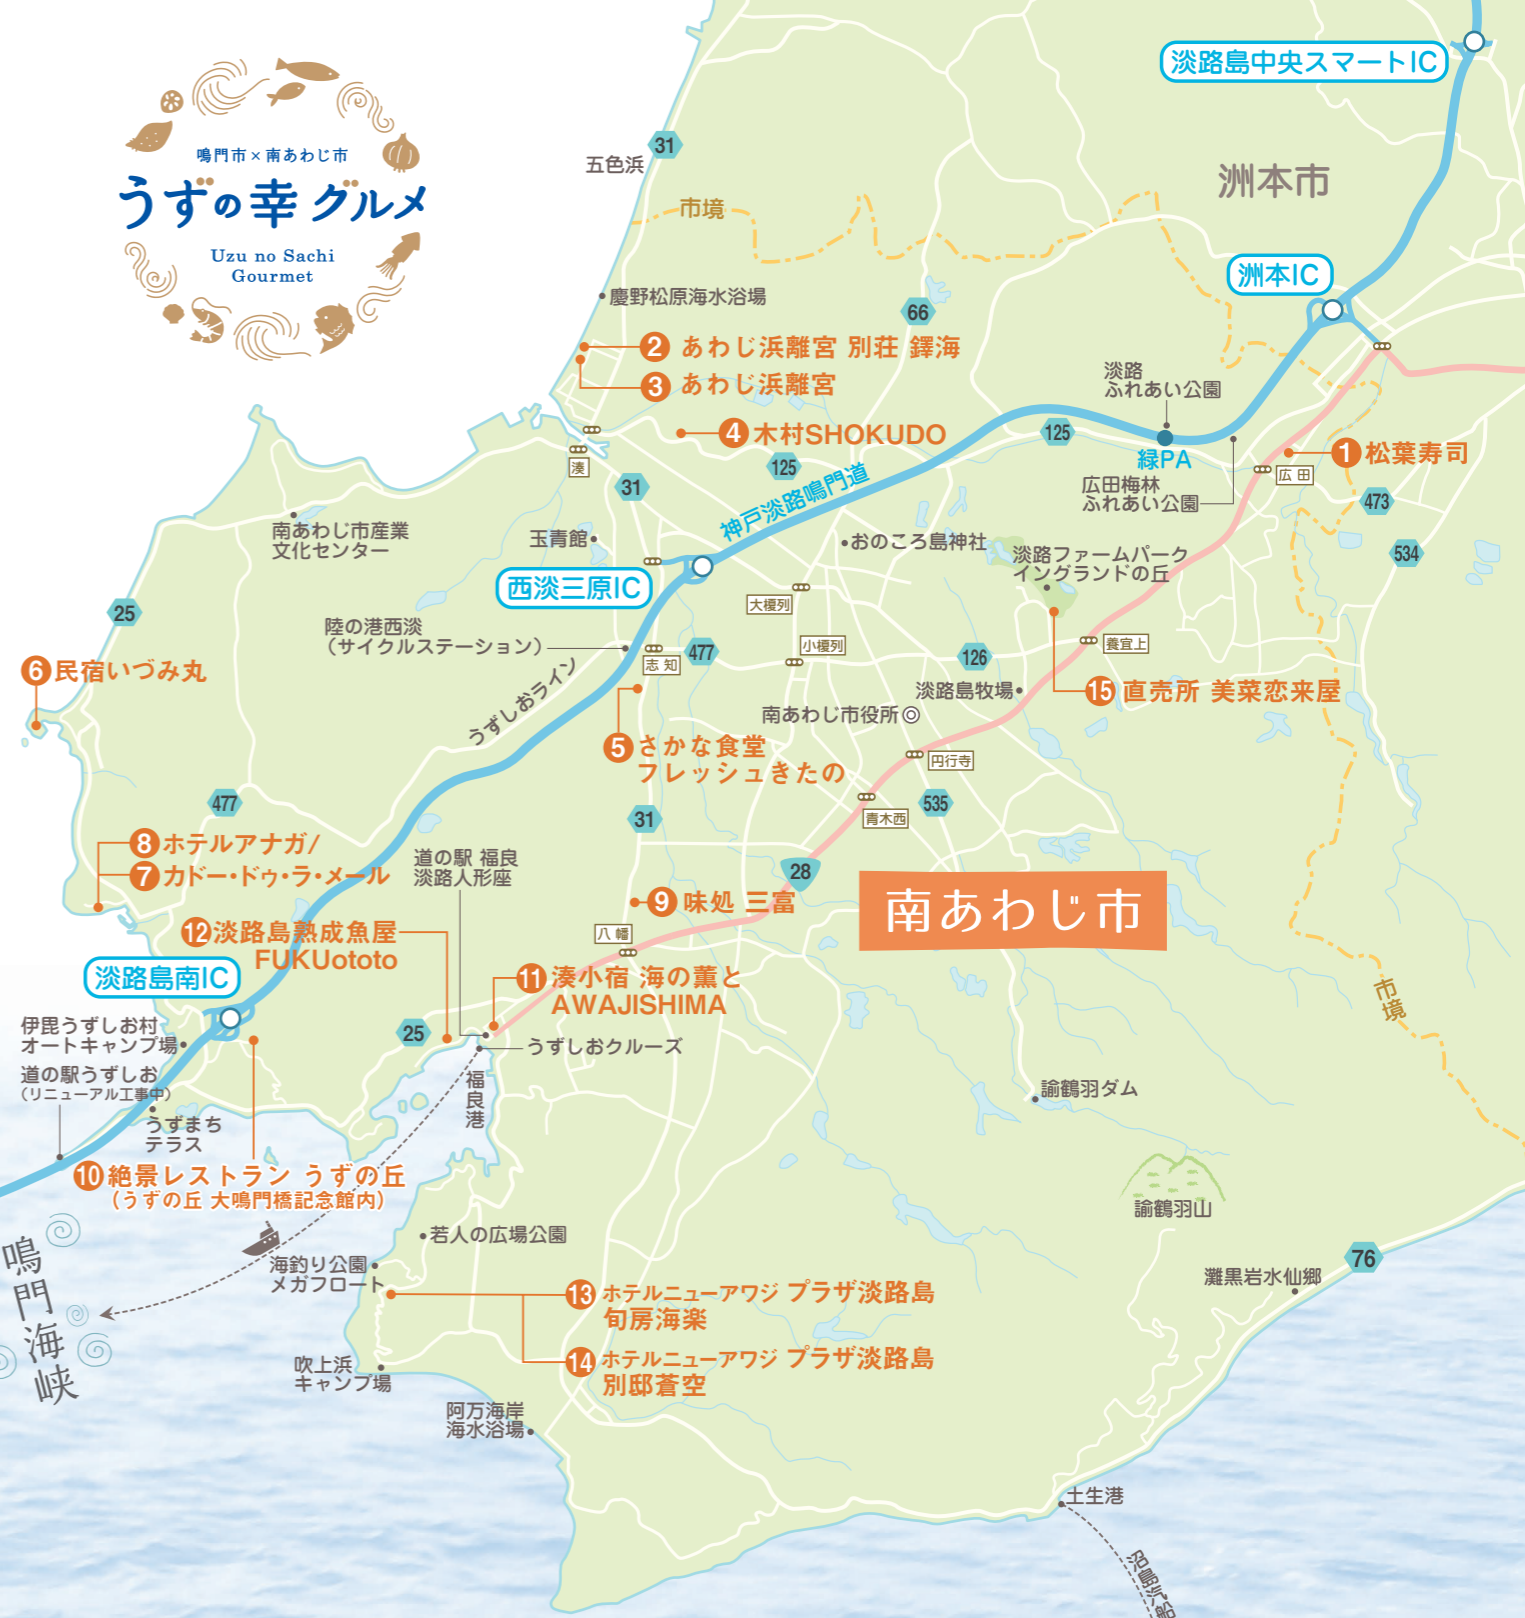 鳴門市×南あわじ市
うずの幸グルメ
Uzu no Sachi
Gourmet
淡路島中央スマートIC
洲本市
31
五色浜
市境
洲本IC
慶野松原海水浴場
66
2 あわじ浜離宮 別荘 鐸海
3 あわじ浜離宮
淡路
ふれあい公園
4 木村SHOKUDO
125
緑PA
1 松葉寿司
湊
125
31
神戸淡路鳴門道
広田
広田梅林
ふれあい公園
473
南あわじ市産業
文化センター
玉青館
おのころ島神社
淡路ファームパーク
イングランドの丘
534
西淡三原IC
大榎列
25
陸の港西淡
（サイクルステーション）
小榎列
養宜上
477
志知
126
6 民宿いづみ丸
うずしおライン
淡路島牧場
15 直売所 美菜恋来屋
南あわじ市役所
5 さかな食堂
フレッシュきたの
円行寺
477
31
535
青木西
8 ホテルアナガ/
7 カドー・ドゥ・ラ・メール
道の駅 福良
淡路人形座
28
9 味処 三富
南あわじ市
12 淡路島熟成魚屋
FUKUototo
八幡
淡路島南IC
11 湊小宿 海の薫と
AWAJISHIMA
市境
伊毘うずしお村
オートキャンプ場
25
うずしおクルーズ
道の駅うずしお
（リニューアル工事中）
福良港
諭鶴羽ダム
うずまち
テラス
10 絶景レストラン うずの丘
（うずの丘 大鳴門橋記念館内）
諭鶴羽山
若人の広場公園
鳴門海峡
海釣り公園
メガフロート
76
灘黒岩水仙郷
13 ホテルニューアワジ プラザ淡路島
旬房海楽
14 ホテルニューアワジ プラザ淡路島
別邸蒼空
吹上浜
キャンプ場
阿万海岸
海水浴場
土生港
沼島汽船